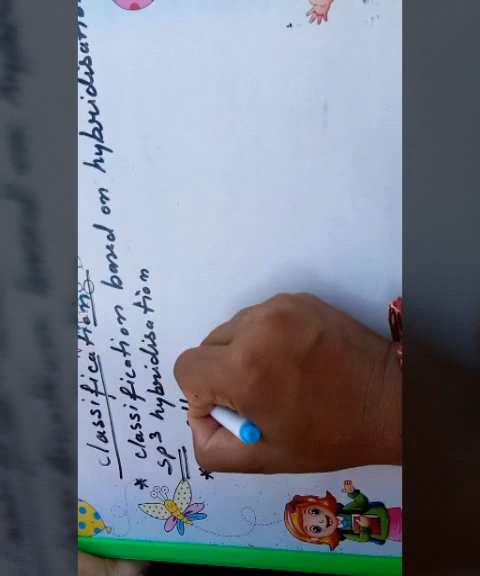 classification
* classification based on hybridisation
sp³ hybridisation
*